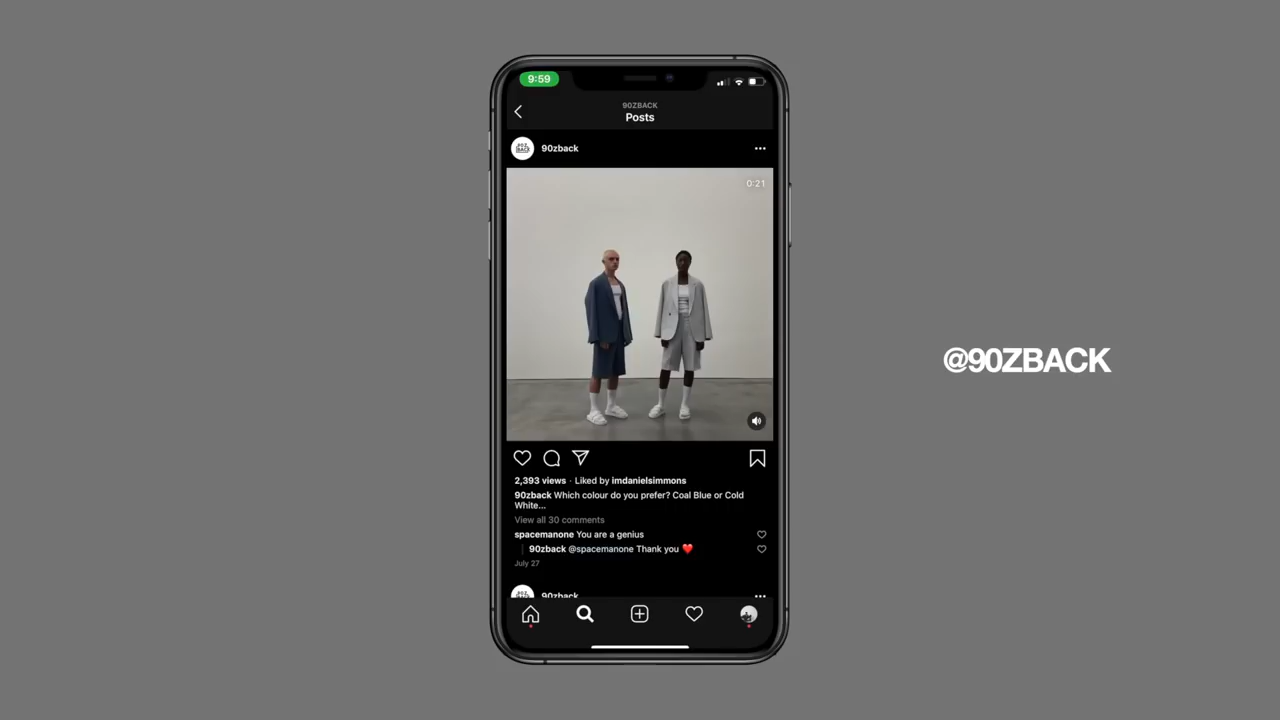 9:59
90ZBACK
Posts
90zback
0:21
2,393 views · Liked by imdanielsimmons
90zback Which colour do you prefer? Coal Blue or Cold
White...
View all 30 comments
spacemanone You are a genius
90zback @spacemanone Thank you ❤️
July 27
90zback
@90ZBACK